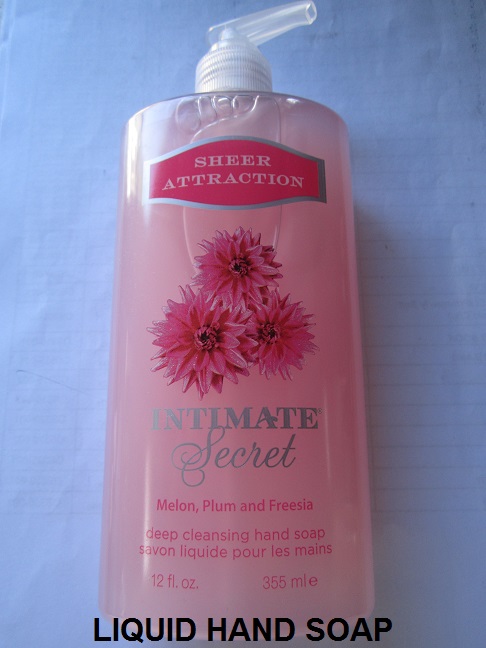 SHEER
ATTRACTION
INTIMATE
Secret
Melon, Plum and Freesia
deep cleansing hand soap
savon liquide pour les mains
12 fl. oz. 355 ml e
LIQUID HAND SOAP